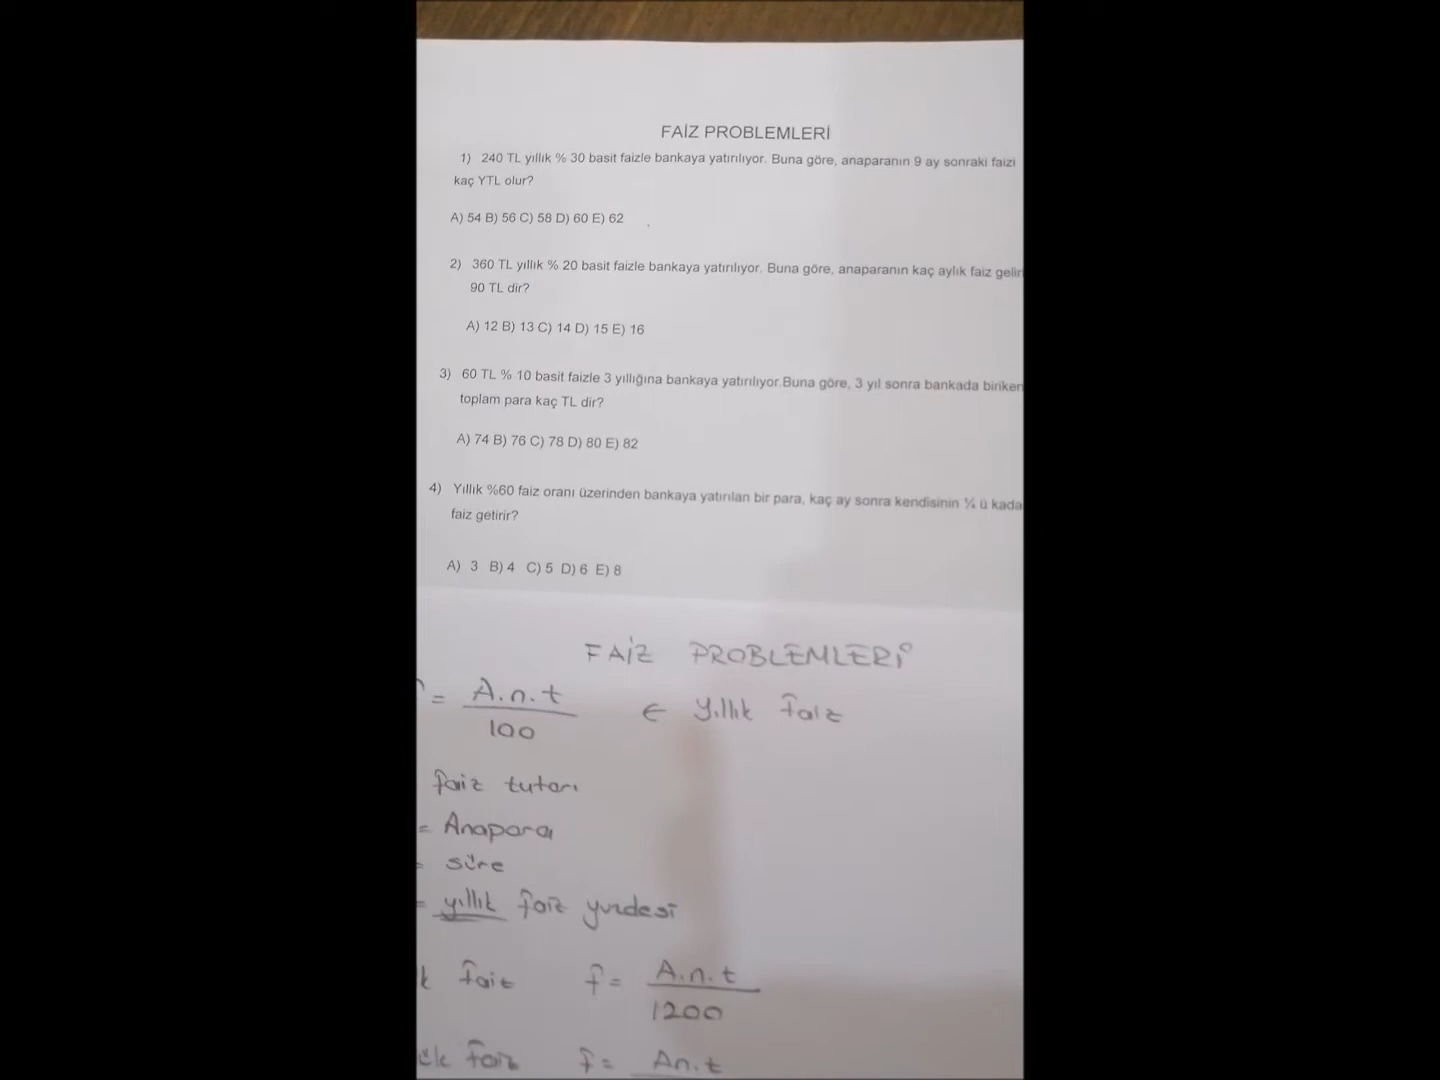 FAİZ PROBLEMLERİ
1) 240 TL yıllık % 30 basit faizle bankaya yatırılıyor. Buna göre, anaparanın 9 ay sonraki faizi
kaç YTL olur?
A) 54 B) 56 C) 58 D) 60 E) 62
2) 360 TL yıllık % 20 basit faizle bankaya yatırılıyor. Buna göre, anaparanın kaç aylık faiz gelir
90 TL dir?
A) 12 B) 13 C) 14 D) 15 E) 16
3) 60 TL % 10 basit faizle 3 yıllığına bankaya yatırılıyor.Buna göre, 3 yıl sonra bankada biriken
toplam para kaç TL dir?
A) 74 B) 76 C) 78 D) 80 E) 82
4) Yıllık %60 faiz oranı üzerinden bankaya yatırılan bir para, kaç ay sonra kendisinin ¼ ü kada
faiz getirir?
A) 3 B) 4 C) 5 D) 6 E) 8
FAİZ PROBLEMLERİ
= A.n.t / 100 ∈ yıllık faiz
faiz tutarı
= Anapara
= süre
= yıllık faiz yüzdesi
k faiz f = A.n.t / 1200
faiz f = A.n.t